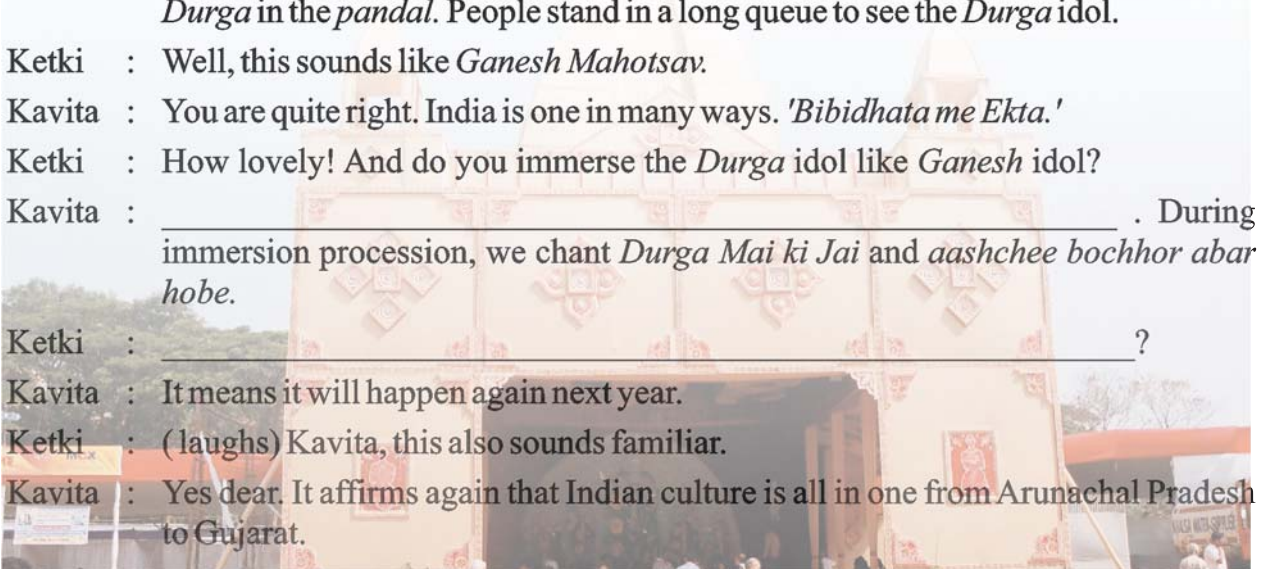 Durga in the pandal. People stand in a long queue to see the Durga idol.
Ketki : Well, this sounds like Ganesh Mahotsav.
Kavita : You are quite right. India is one in many ways. 'Bibidhata me Ekta.'
Ketki : How lovely! And do you immerse the Durga idol like Ganesh idol?
Kavita : ______________________________ . During
immersion procession, we chant Durga Mai ki Jai and aashchee bochhor abar
hobe.
Ketki : ______________________________?
Kavita : It means it will happen again next year.
Ketki : ( laughs) Kavita, this also sounds familiar.
Kavita : Yes dear. It affirms again that Indian culture is all in one from Arunachal Pradesh
to Gujarat.